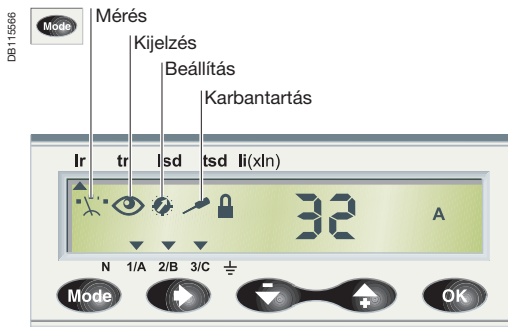 DB115566
Mode
Mérés
Kijelzés
Beállítás
Karbantartás
Ir tr Isd tsd Ii(xIn)
32 A
N 1/A 2/B 3/C
Mode OK